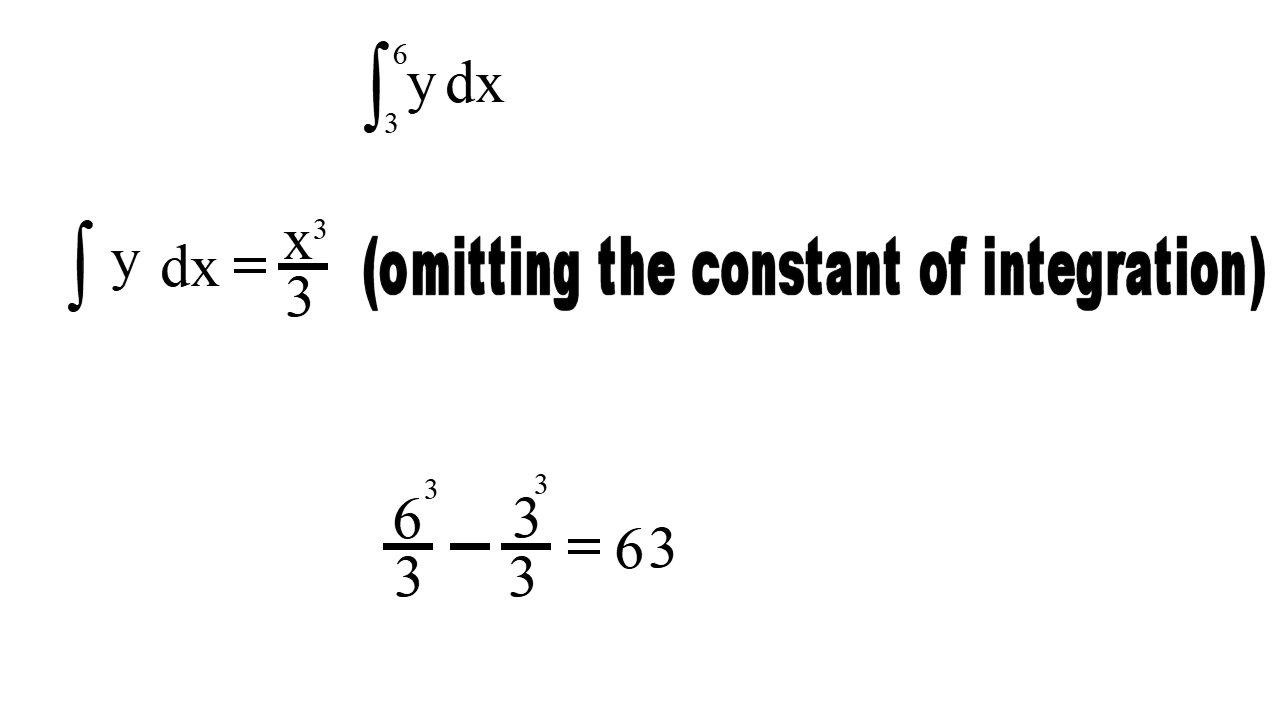 ∫₃⁶ y dx
∫ y dx = x³/3 (omitting the constant of integration)
6³/3 − 3³/3 = 63